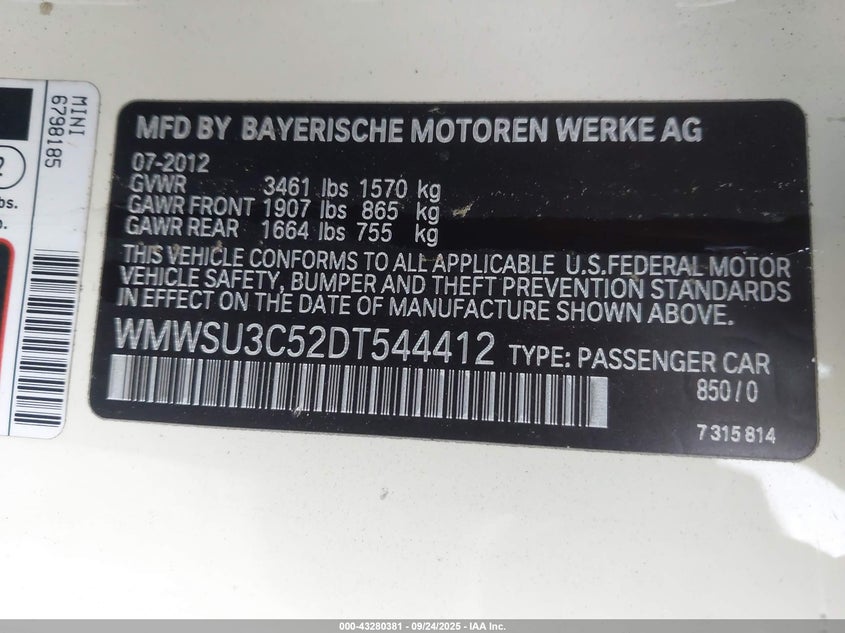 MINI
6798185
2
bs.
o.
MFD BY BAYERISCHE MOTOREN WERKE AG
07-2012
GVWR 3461 lbs 1570 kg
GAWR FRONT 1907 lbs 865 kg
GAWR REAR 1664 lbs 755 kg
THIS VEHICLE CONFORMS TO ALL APPLICABLE U.S.FEDERAL MOTOR
VEHICLE SAFETY, BUMPER AND THEFT PREVENTION STANDARDS
IN EFFECT ON THE DATE OF MANUFACTURE SHOWN ABOVE.
WMWSU3C52DT544412 TYPE: PASSENGER CAR
850/0
7 315 814
000-43280381 - 09/24/2025 - IAA Inc.